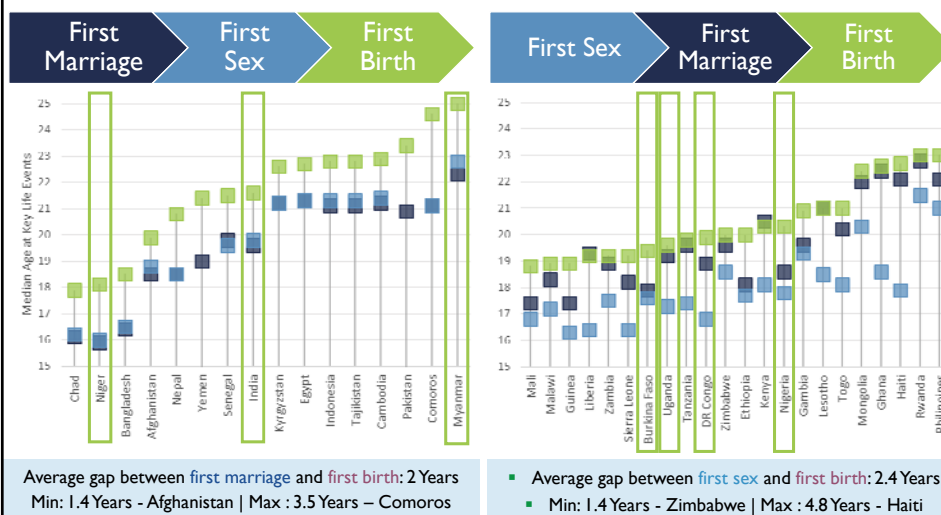 First
Marriage
First
Sex
First
Birth
Median Age at Key Life Events
25
24
23
22
21
20
19
18
17
16
15
Chad
Niger
Bangladesh
Afghanistan
Nepal
Yemen
Senegal
India
Kyrgyzstan
Egypt
Indonesia
Tajikistan
Cambodia
Pakistan
Comoros
Myanmar
Average gap between first marriage and first birth: 2 Years
Min: 1.4 Years - Afghanistan | Max : 3.5 Years – Comoros
First Sex
First
Marriage
First
Birth
25
24
23
22
21
20
19
18
17
16
15
Mali
Malawi
Guinea
Liberia
Zambia
Sierra Leone
Burkina Faso
Uganda
Tanzania
DR Congo
Zimbabwe
Ethiopia
Kenya
Nigeria
Gambia
Lesotho
Togo
Mongolia
Ghana
Haiti
Rwanda
Philippines
▪ Average gap between first sex and first birth: 2.4 Years
▪ Min: 1.4 Years - Zimbabwe | Max : 4.8 Years - Haiti